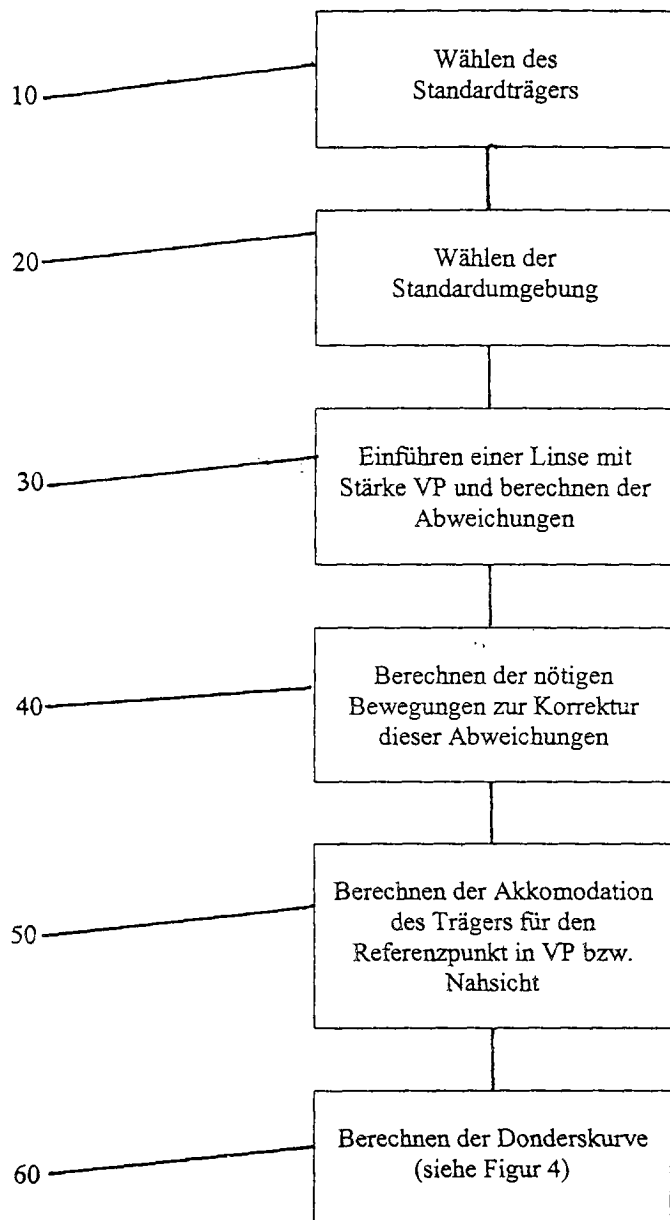 10
Wählen des
Standardträgers
20
Wählen der
Standardumgebung
30
Einführen einer Linse mit
Stärke VP und berechnen der
Abweichungen
40
Berechnen der nötigen
Bewegungen zur Korrektur
dieser Abweichungen
50
Berechnen der Akkomodation
des Trägers für den
Referenzpunkt in VP bzw.
Nahsicht
60
Berechnen der Donderskurve
(siehe Figur 4)